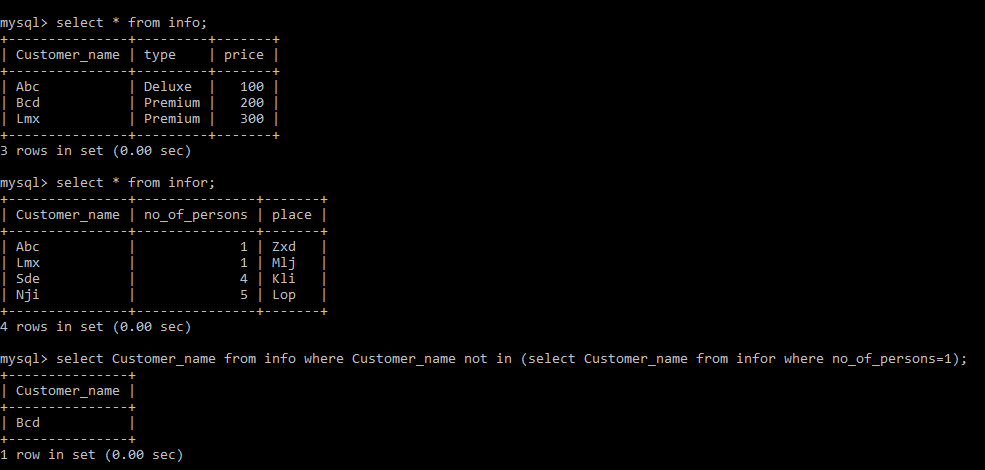 mysql> select * from info;
+---------------+---------+-------+
| Customer_name | type    | price |
+---------------+---------+-------+
| Abc           | Deluxe  |   100 |
| Bcd           | Premium |   200 |
| Lmx           | Premium |   300 |
+---------------+---------+-------+
3 rows in set (0.00 sec)

mysql> select * from infor;
+---------------+---------------+-------+
| Customer_name | no_of_persons | place |
+---------------+---------------+-------+
| Abc           |             1 | Zxd   |
| Lmx           |             1 | Mlj   |
| Sde           |             4 | Kli   |
| Nji           |             5 | Lop   |
+---------------+---------------+-------+
4 rows in set (0.00 sec)

mysql> select Customer_name from info where Customer_name not in (select Customer_name from infor where no_of_persons=1);
+---------------+
| Customer_name |
+---------------+
| Bcd           |
+---------------+
1 row in set (0.00 sec)